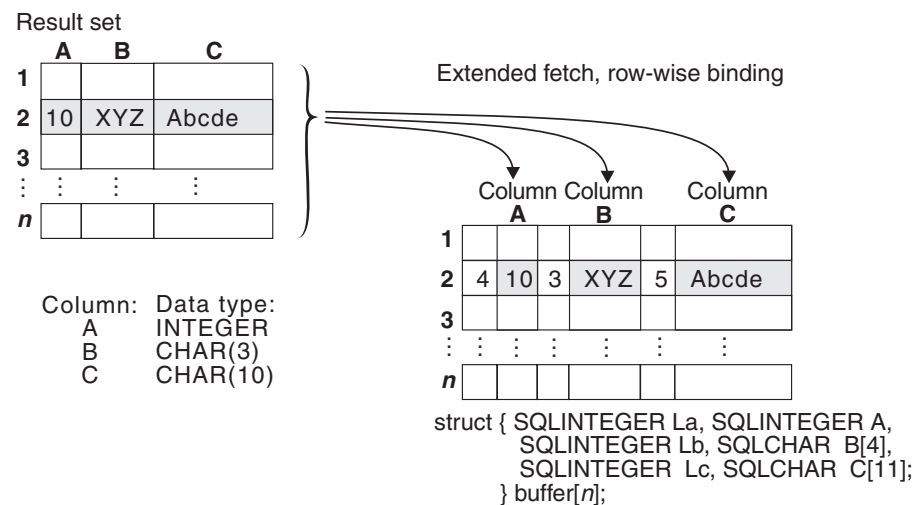 Result set
A B C
1
2 10 XYZ Abcde
3
⋮ ⋮ ⋮ ⋮
n
Column: Data type:
A INTEGER
B CHAR(3)
C CHAR(10)
Extended fetch, row-wise binding
Column Column Column
A B C
1
2 4 10 3 XYZ 5 Abcde
3
⋮ ⋮ ⋮ ⋮ ⋮ ⋮ ⋮
n
struct { SQLINTEGER La, SQLINTEGER A,
SQLINTEGER Lb, SQLCHAR B[4],
SQLINTEGER Lc, SQLCHAR C[11];
} buffer[n];